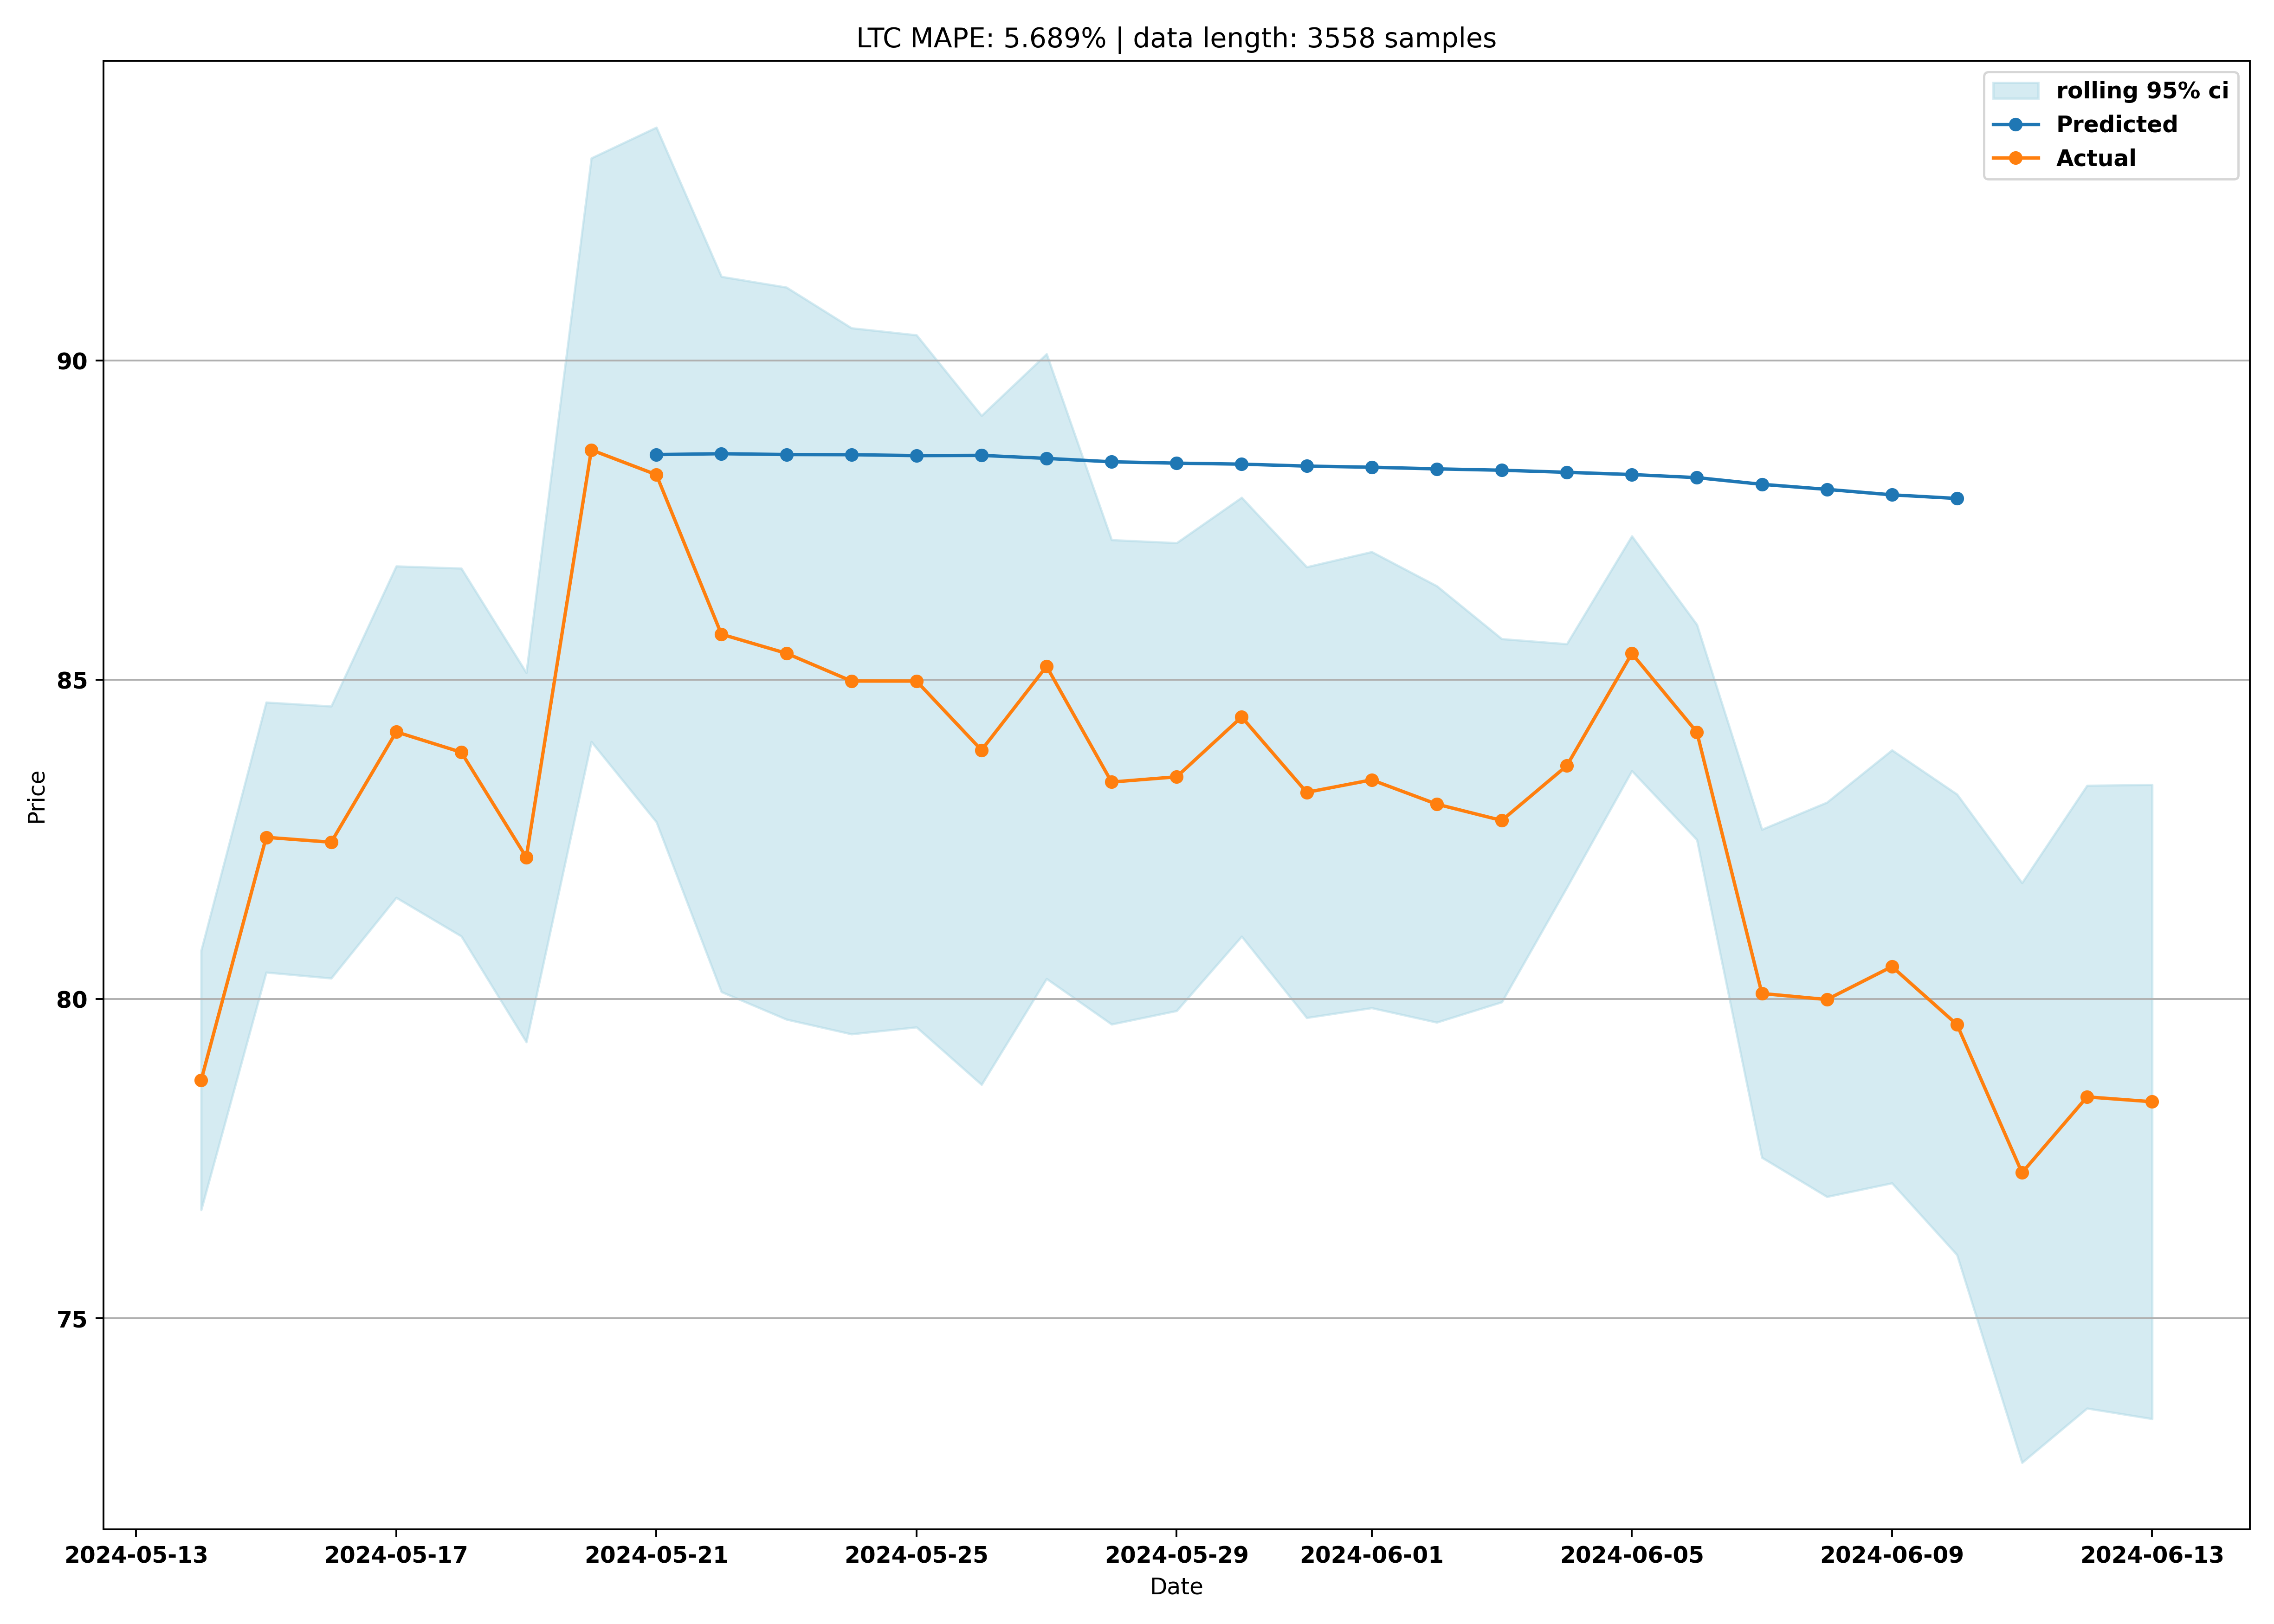 LTC MAPE: 5.689% | data length: 3558 samples
rolling 95% ci
Predicted
Actual
90
85
80
75
Price
2024-05-13 2024-05-17 2024-05-21 2024-05-25 2024-05-29 2024-06-01 2024-06-05 2024-06-09 2024-06-13
Date